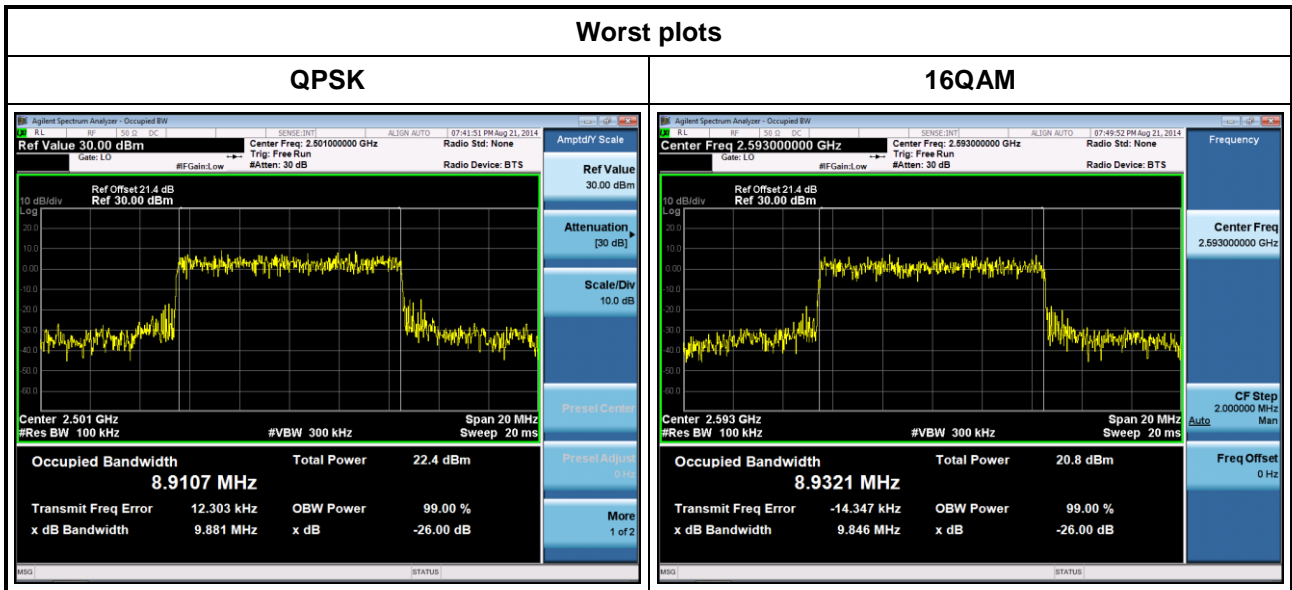 Worst plots
QPSK
16QAM
Agilent Spectrum Analyzer - Occupied BW
RL RF 50 Ω DC SENSE:INT ALIGN AUTO 07:41:51 PM Aug 21, 2014
Ref Value 30.00 dBm
Center Freq: 2.501000000 GHz
Radio Std: None
Gate: LO
Trig: Free Run
#IFGain:Low
#Atten: 30 dB
Radio Device: BTS
Ref Offset 21.4 dB
10 dB/div Ref 30.00 dBm
Log
20.0
10.0
0.00
-10.0
-20.0
-30.0
-40.0
-50.0
-60.0
Center 2.501 GHz Span 20 MHz
#Res BW 100 kHz #VBW 300 kHz Sweep 20 ms
Occupied Bandwidth Total Power 22.4 dBm
8.9107 MHz
Transmit Freq Error 12.303 kHz OBW Power 99.00 %
x dB Bandwidth 9.881 MHz x dB -26.00 dB
MSG STATUS
Amptd/Y Scale
Ref Value
30.00 dBm
Attenuation
[30 dB]
Scale/Div
10.0 dB
Presel Center
Presel Adjust
0 Hz
More
1 of 2
Agilent Spectrum Analyzer - Occupied BW
RL RF 50 Ω DC SENSE:INT ALIGN AUTO 07:49:52 PM Aug 21, 2014
Center Freq 2.593000000 GHz
Center Freq: 2.593000000 GHz
Radio Std: None
Gate: LO
Trig: Free Run
#IFGain:Low
#Atten: 30 dB
Radio Device: BTS
Ref Offset 21.4 dB
10 dB/div Ref 30.00 dBm
Log
20.0
10.0
0.00
-10.0
-20.0
-30.0
-40.0
-50.0
-60.0
Center 2.593 GHz Span 20 MHz
#Res BW 100 kHz #VBW 300 kHz Sweep 20 ms
Occupied Bandwidth Total Power 20.8 dBm
8.9321 MHz
Transmit Freq Error -14.347 kHz OBW Power 99.00 %
x dB Bandwidth 9.846 MHz x dB -26.00 dB
MSG STATUS
Frequency
Center Freq
2.593000000 GHz
CF Step
2.000000 MHz
Auto Man
Freq Offset
0 Hz